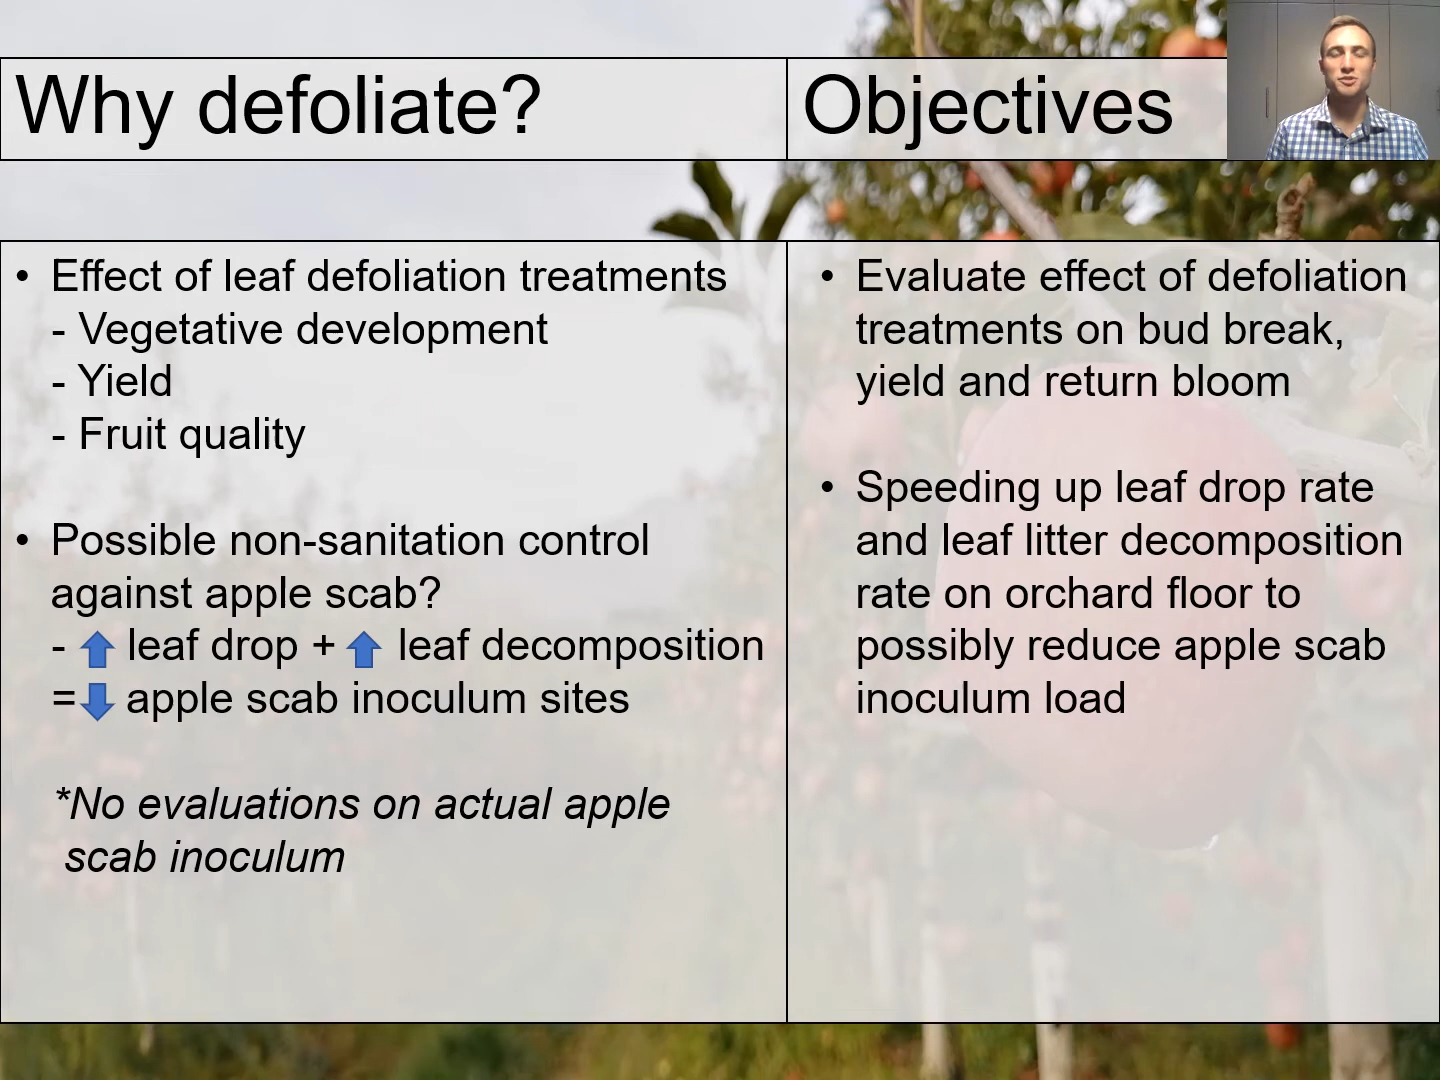 Why defoliate?
Objectives
• Effect of leaf defoliation treatments
- Vegetative development
- Yield
- Fruit quality
• Possible non-sanitation control
against apple scab?
- ⬆ leaf drop + ⬆ leaf decomposition
= ⬇ apple scab inoculum sites
*No evaluations on actual apple
scab inoculum
• Evaluate effect of defoliation
treatments on bud break,
yield and return bloom
• Speeding up leaf drop rate
and leaf litter decomposition
rate on orchard floor to
possibly reduce apple scab
inoculum load